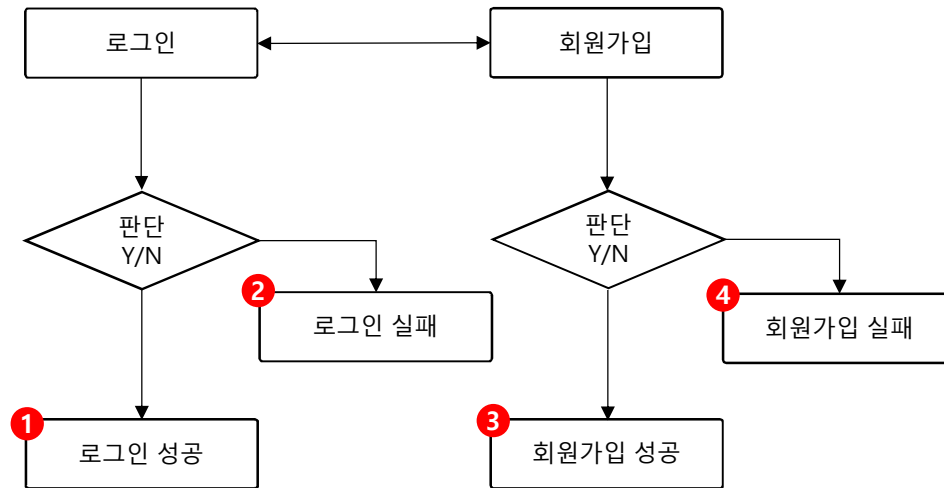 로그인
회원가입
판단
Y/N
판단
Y/N
2
로그인 실패
4
회원가입 실패
1
로그인 성공
3
회원가입 성공